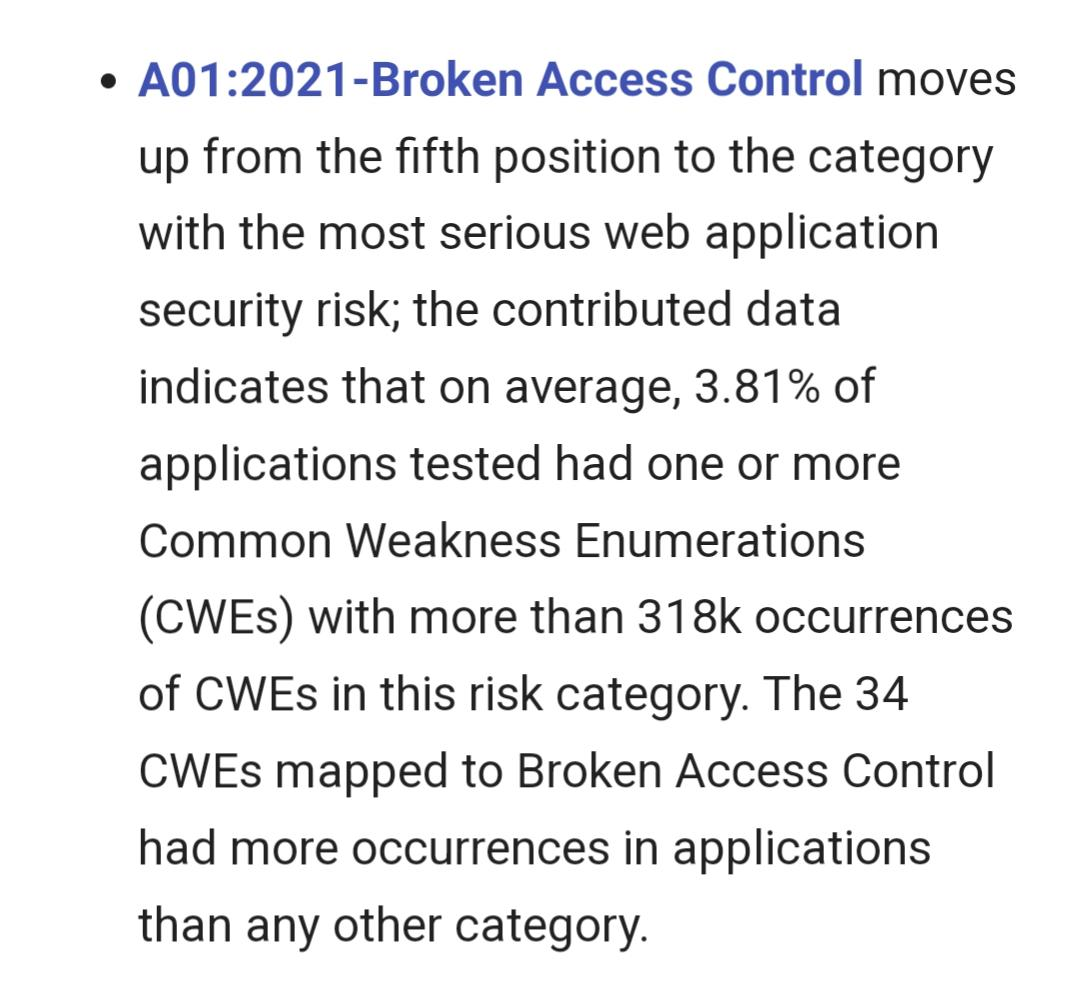 • A01:2021-Broken Access Control moves
up from the fifth position to the category
with the most serious web application
security risk; the contributed data
indicates that on average, 3.81% of
applications tested had one or more
Common Weakness Enumerations
(CWEs) with more than 318k occurrences
of CWEs in this risk category. The 34
CWEs mapped to Broken Access Control
had more occurrences in applications
than any other category.